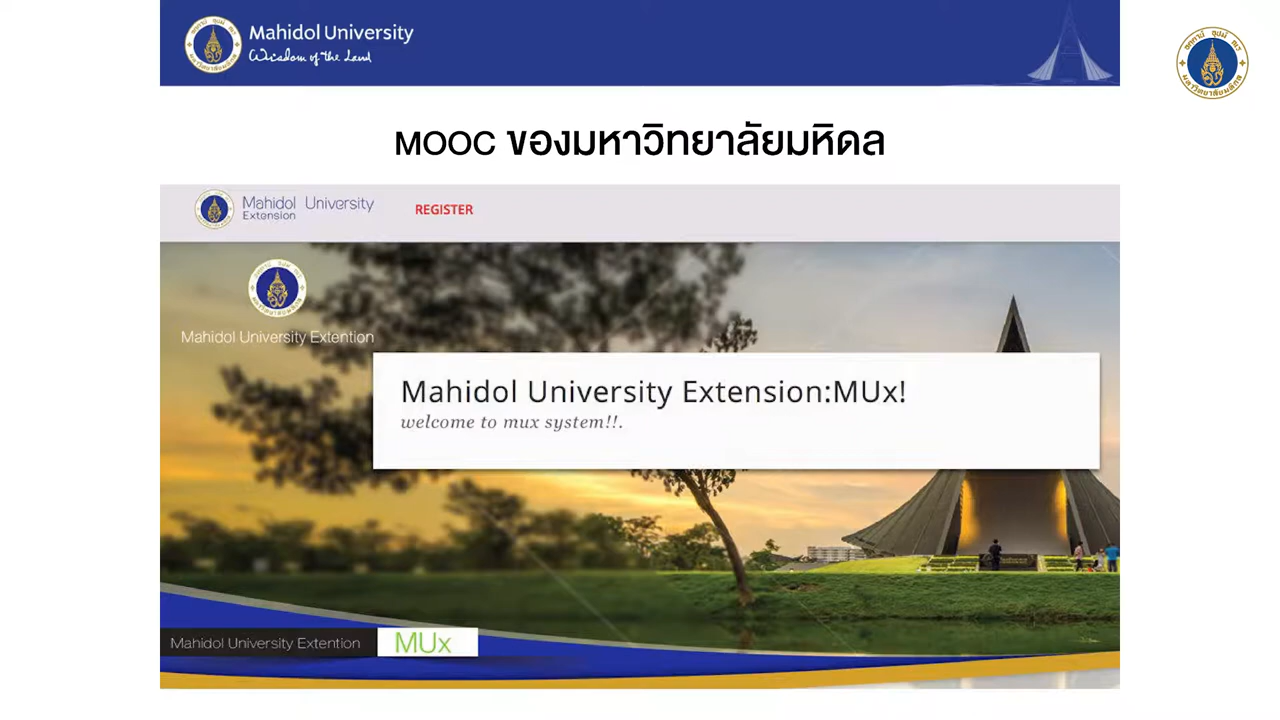 Mahidol University
Wisdom of the Land
MOOC ของมหาวิทยาลัยมหิดล
Mahidol University
Extension
REGISTER
Mahidol University Extention
Mahidol University Extension:MUx!
welcome to mux system!!.
Mahidol University Extention
MUx